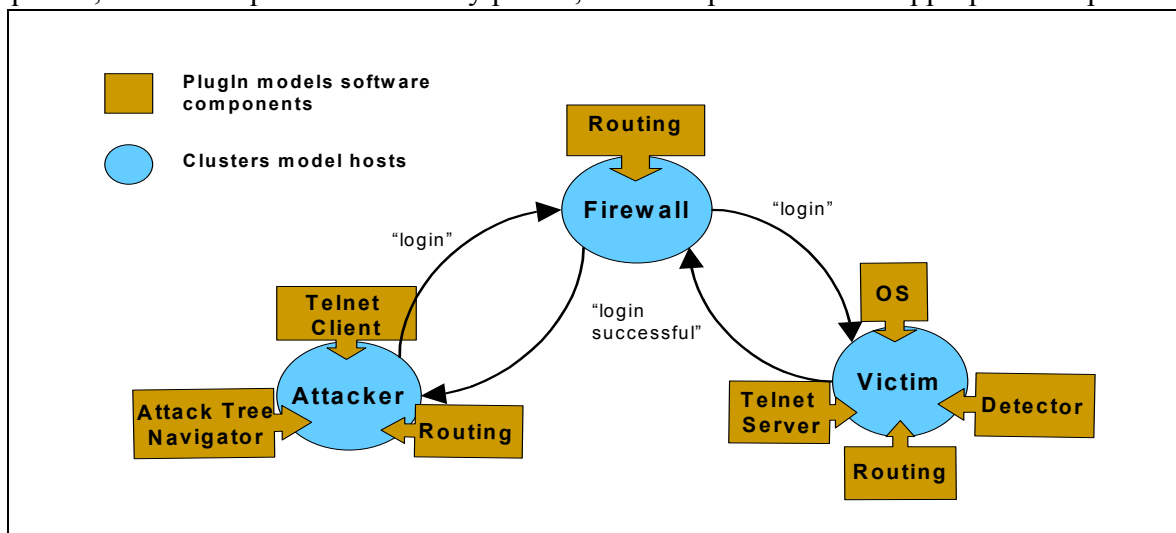 PlugIn models software
components
Clusters model hosts
Routing
Firewall
“login”
“login”
“login
successful”
Telnet
Client
Attacker
Attack Tree
Navigator
Routing
OS
Victim
Telnet
Server
Detector
Routing